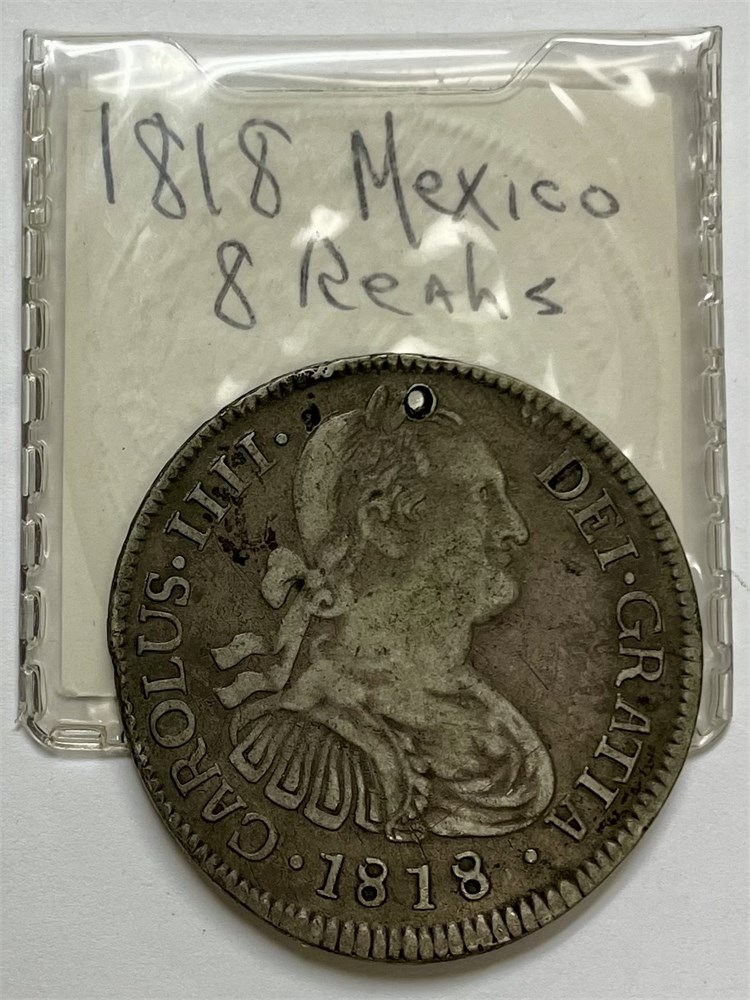 1818 Mexico
8 Reals
CAROLUS·IIII· DEI·GRATIA
·1818·